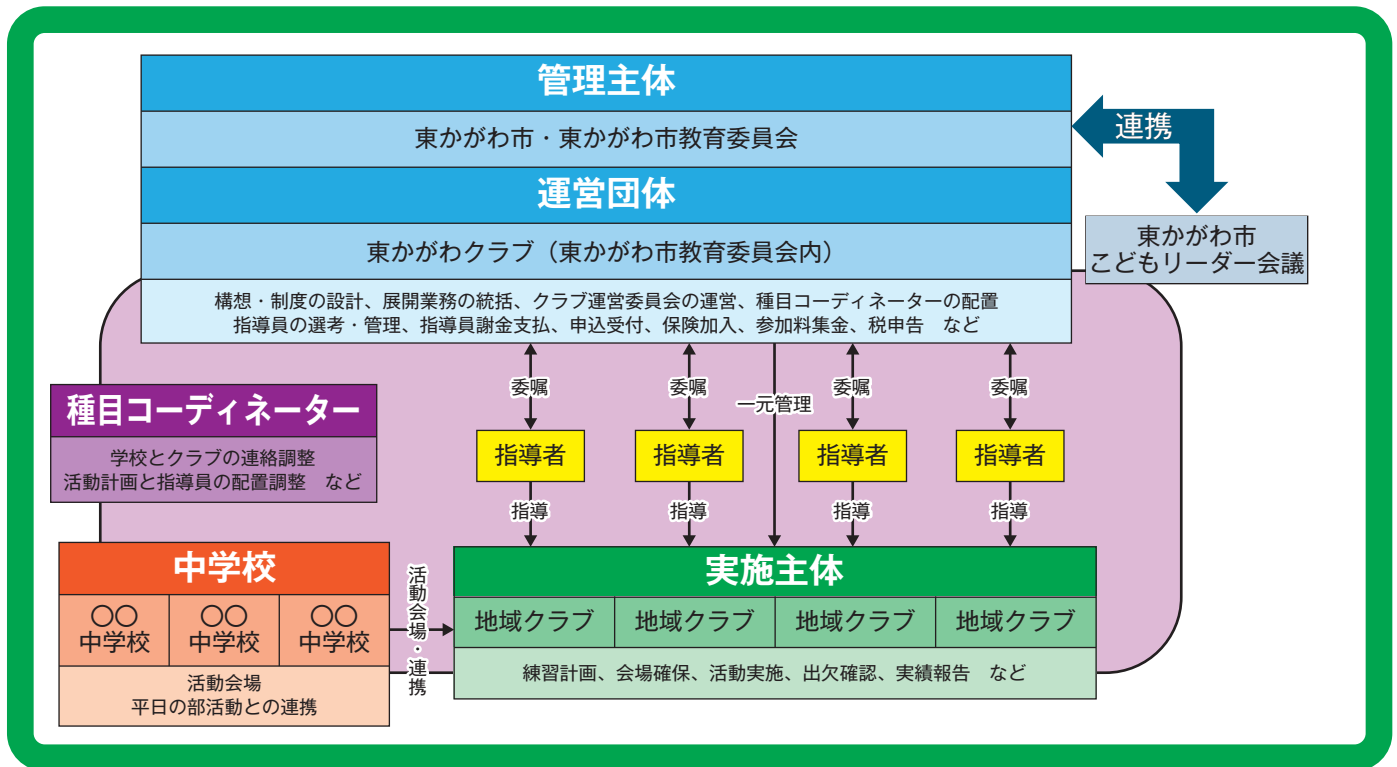 管理主体
東かがわ市・東かがわ市教育委員会
連携
運営団体
東かがわクラブ（東かがわ市教育委員会内）
東かがわ市
こどもリーダー会議
構想・制度の設計、展開業務の統括、クラブ運営委員会の運営、種目コーディネーターの配置
指導員の選考・管理、指導員謝金支払、申込受付、保険加入、参加料集金、税申告　など
委嘱
委嘱
一元管理
委嘱
委嘱
種目コーディネーター
学校とクラブの連絡調整
活動計画と指導員の配置調整　など
指導者
指導者
指導者
指導者
指導
指導
指導
指導
中学校
〇〇
中学校
〇〇
中学校
〇〇
中学校
活動会場
平日の部活動との連携
活動会場・連携
実施主体
地域クラブ
地域クラブ
地域クラブ
地域クラブ
練習計画、会場確保、活動実施、出欠確認、実績報告　など